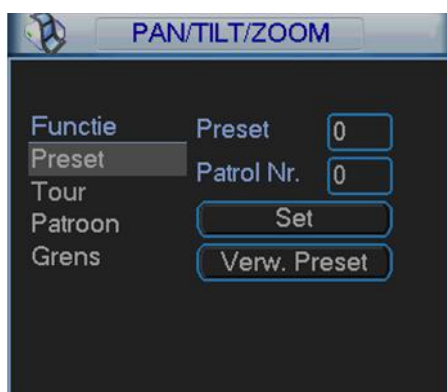 PAN/TILT/ZOOM
Functie
Preset
Tour
Patroon
Grens
Preset 0
Patrol Nr. 0
Set
Verw. Preset